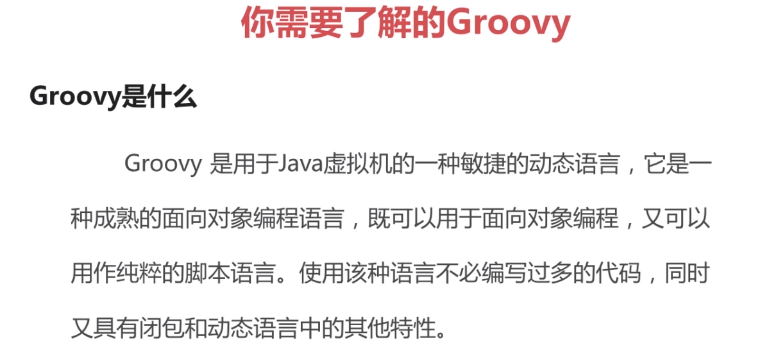 你需要了解的Groovy
Groovy是什么
Groovy 是用于Java虚拟机的一种敏捷的动态语言，它是一
种成熟的面向对象编程语言，既可以用于面向对象编程，又可以
用作纯粹的脚本语言。使用该种语言不必编写过多的代码，同时
又具有闭包和动态语言中的其他特性。